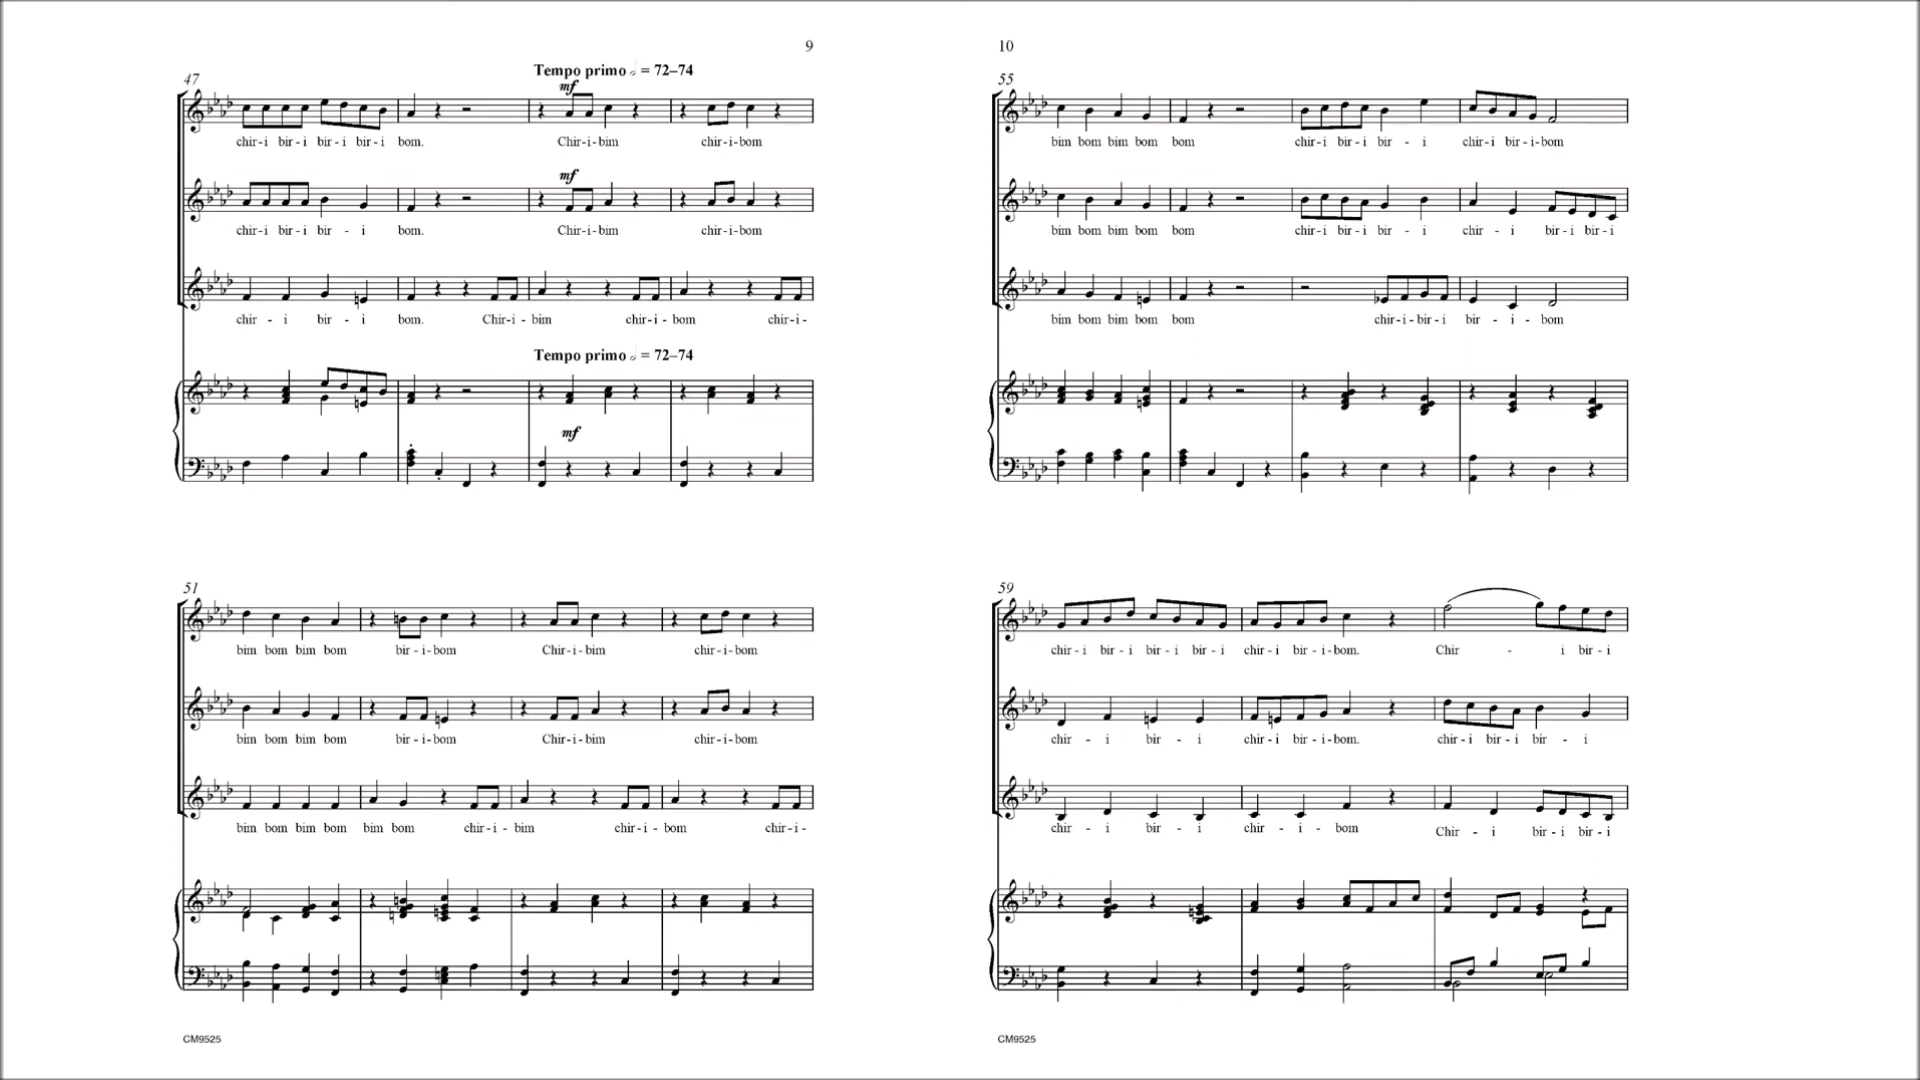 9
Tempo primo = 72–74
47
mf
chir-i bir-i bir-i bir-i bom. Chir-i-bim chir-i-bom
mf
chir-i bir-i bir - i bom. Chir-i-bim chir-i-bom
chir - i bir - i bom. Chir-i - bim chir-i - bom chir-i-
Tempo primo = 72–74
mf
51
bim bom bim bom bir - i-bom Chir-i-bim chir-i-bom
bim bom bim bom bir - i-bom Chir-i-bim chir-i-bom
bim bom bim bom bim bom chir-i - bim chir-i - bom chir-i-
CM9525
10
55
bim bom bim bom bom chir-i bir-i bir - i chir-i bir-i-bom
bim bom bim bom bom chir-i bir-i bir - i chir - i bir-i bir-i
bim bom bim bom bom chir-i-bir-i bir - i - bom
59
chir-i bir-i bir-i bir-i chir-i bir-i-bom. Chir - i bir-i
chir - i bir - i chir-i bir-i-bom. chir-i bir-i bir - i
chir - i bir - i chir - i - bom Chir - i bir-i bir-i
CM9525